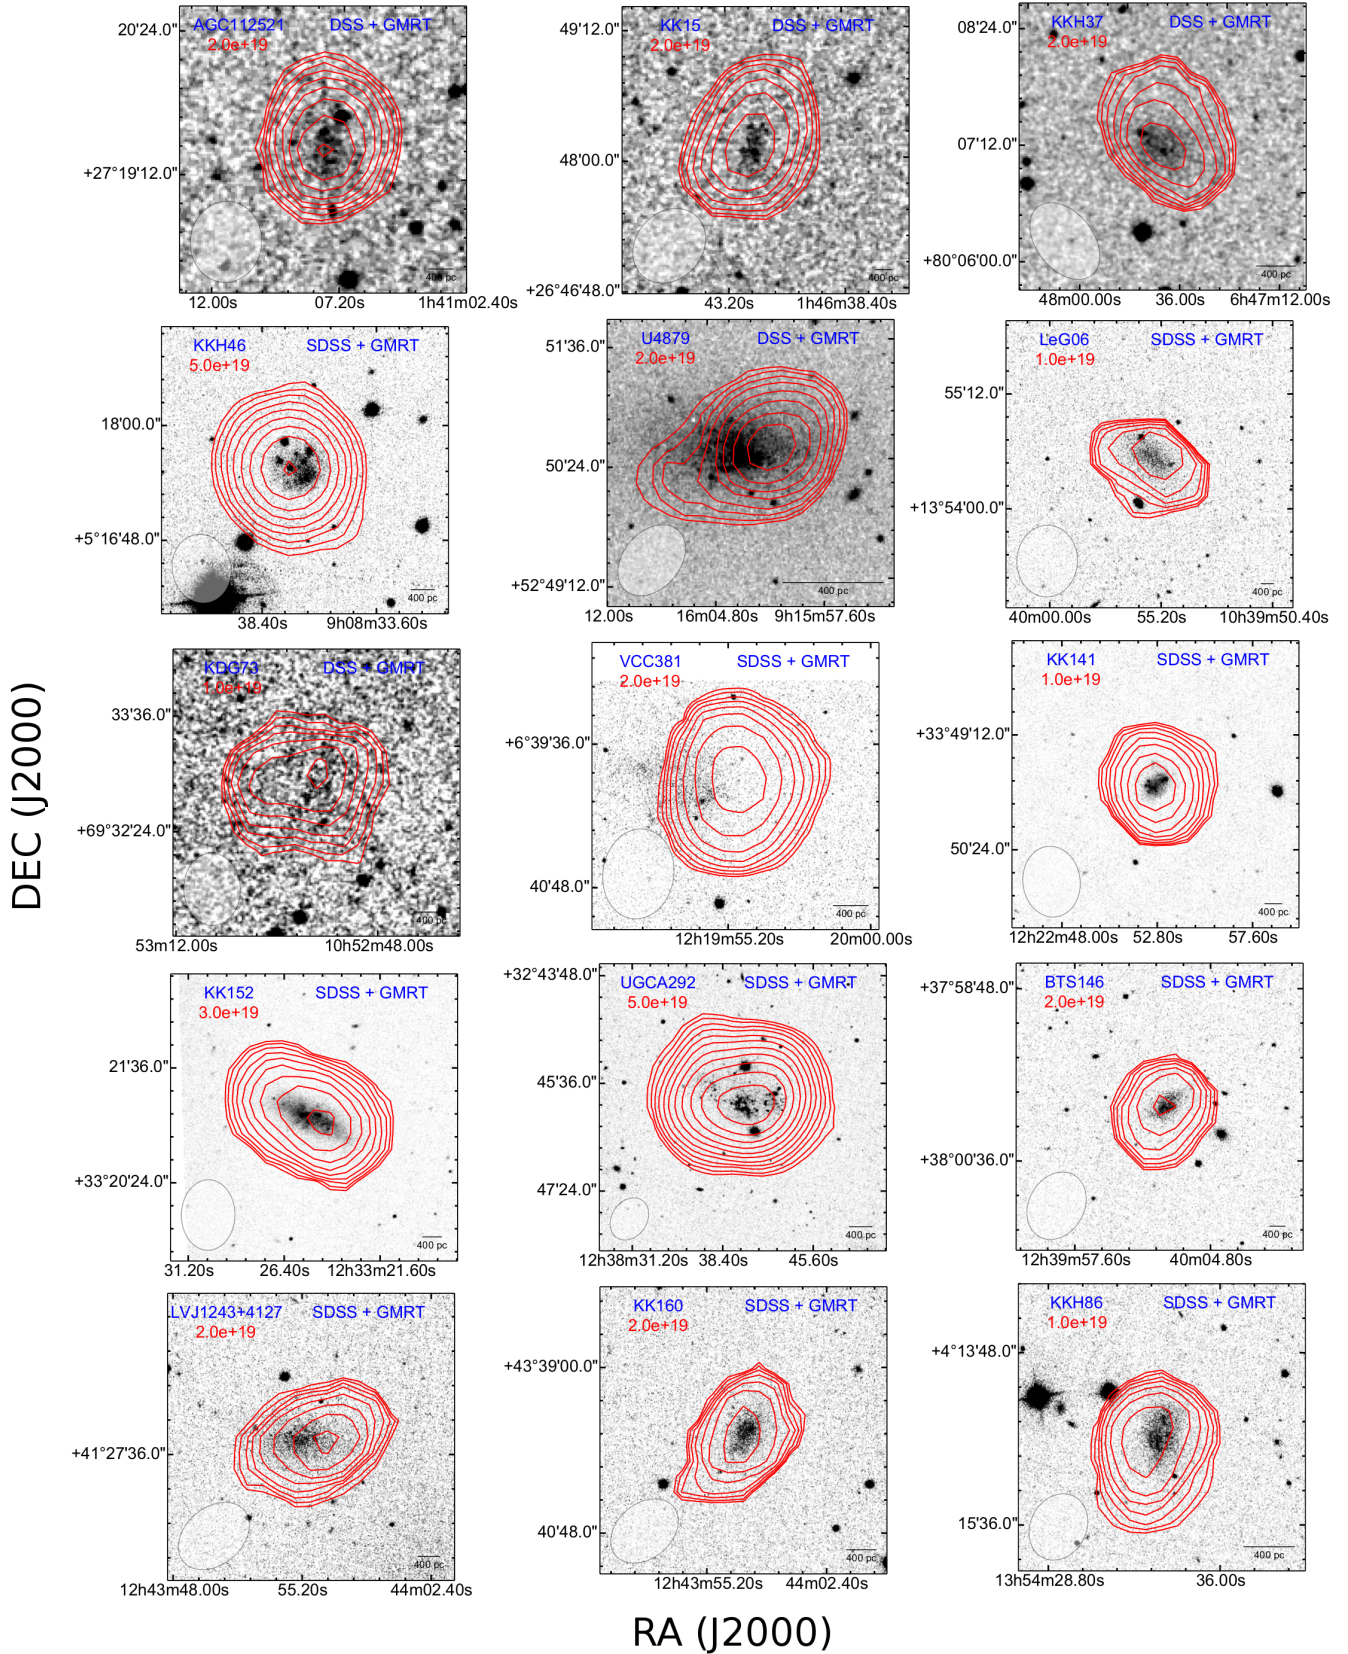 AGC112521 DSS + GMRT
2.0e+19
20'24.0"
+27°19'12.0"
400 pc
12.00s 07.20s 1h41m02.40s
KK15 DSS + GMRT
2.0e+19
49'12.0"
48'00.0"
+26°46'48.0"
400 pc
43.20s 1h46m38.40s
KKH37 DSS + GMRT
2.0e+19
08'24.0"
07'12.0"
+80°06'00.0"
400 pc
48m00.00s 36.00s 6h47m12.00s
KKH46 SDSS + GMRT
5.0e+19
18'00.0"
+5°16'48.0"
400 pc
38.40s 9h08m33.60s
U4879 DSS + GMRT
2.0e+19
51'36.0"
50'24.0"
+52°49'12.0"
400 pc
12.00s 16m04.80s 9h15m57.60s
LeG06 SDSS + GMRT
1.0e+19
55'12.0"
+13°54'00.0"
400 pc
40m00.00s 55.20s 10h39m50.40s
KDG73 DSS + GMRT
1.0e+19
33'36.0"
+69°32'24.0"
400 pc
53m12.00s 10h52m48.00s
VCC381 SDSS + GMRT
2.0e+19
+6°39'36.0"
40'48.0"
400 pc
12h19m55.20s 20m00.00s
KK141 SDSS + GMRT
1.0e+19
+33°49'12.0"
50'24.0"
400 pc
12h22m48.00s 52.80s 57.60s
KK152 SDSS + GMRT
3.0e+19
21'36.0"
+33°20'24.0"
400 pc
31.20s 26.40s 12h33m21.60s
UGCA292 SDSS + GMRT
5.0e+19
+32°43'48.0"
45'36.0"
47'24.0"
400 pc
12h38m31.20s 38.40s 45.60s
BTS146 SDSS + GMRT
2.0e+19
+37°58'48.0"
+38°00'36.0"
400 pc
12h39m57.60s 40m04.80s
LVJ1243+4127 SDSS + GMRT
2.0e+19
+41°27'36.0"
400 pc
12h43m48.00s 55.20s 44m02.40s
KK160 SDSS + GMRT
2.0e+19
+43°39'00.0"
40'48.0"
400 pc
12h43m55.20s 44m02.40s
KKH86 SDSS + GMRT
1.0e+19
+4°13'48.0"
15'36.0"
400 pc
13h54m28.80s 36.00s
DEC (J2000)
RA (J2000)